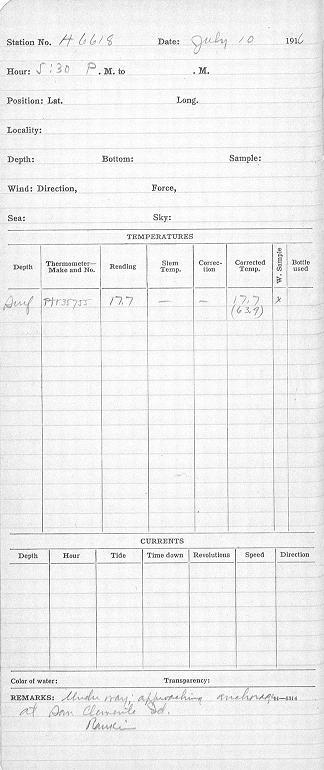 Station No. H 6618 Date: July 10 1916
Hour: 5:30 P. M. to . M.
Position: Lat. Long.
Locality:
Depth: Bottom: Sample:
Wind: Direction, Force,
Sea: Sky:
TEMPERATURES
Depth Thermometer—Make and No. Reading Stem Temp. Correction Corrected Temp. W. Sample Bottle used
Surf 17.7 — — 17.7 x
(63.9)
CURRENTS
Depth Hour Tide Time down Revolutions Speed Direction
Color of water: Transparency:
REMARKS: Under way; approaching anchorage
at San Clemente Id.